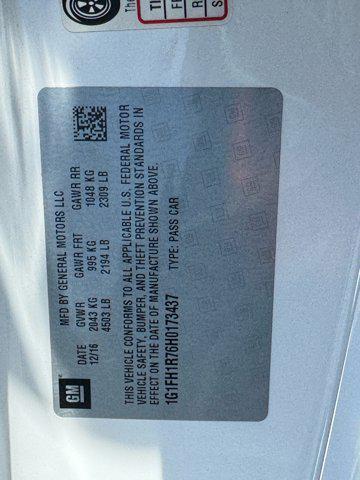 MFD BY GENERAL MOTORS LLC
DATE GVWR GAWR FRT GAWR RR
12/16 2043 KG 995 KG 1048 KG
4503 LB 2194 LB 2309 LB
THIS VEHICLE CONFORMS TO ALL APPLICABLE U.S. FEDERAL MOTOR
VEHICLE SAFETY, BUMPER, AND THEFT PREVENTION STANDARDS IN
EFFECT ON THE DATE OF MANUFACTURE SHOWN ABOVE.
1G1FH1R76H0173437 TYPE: PASS CAR
GM